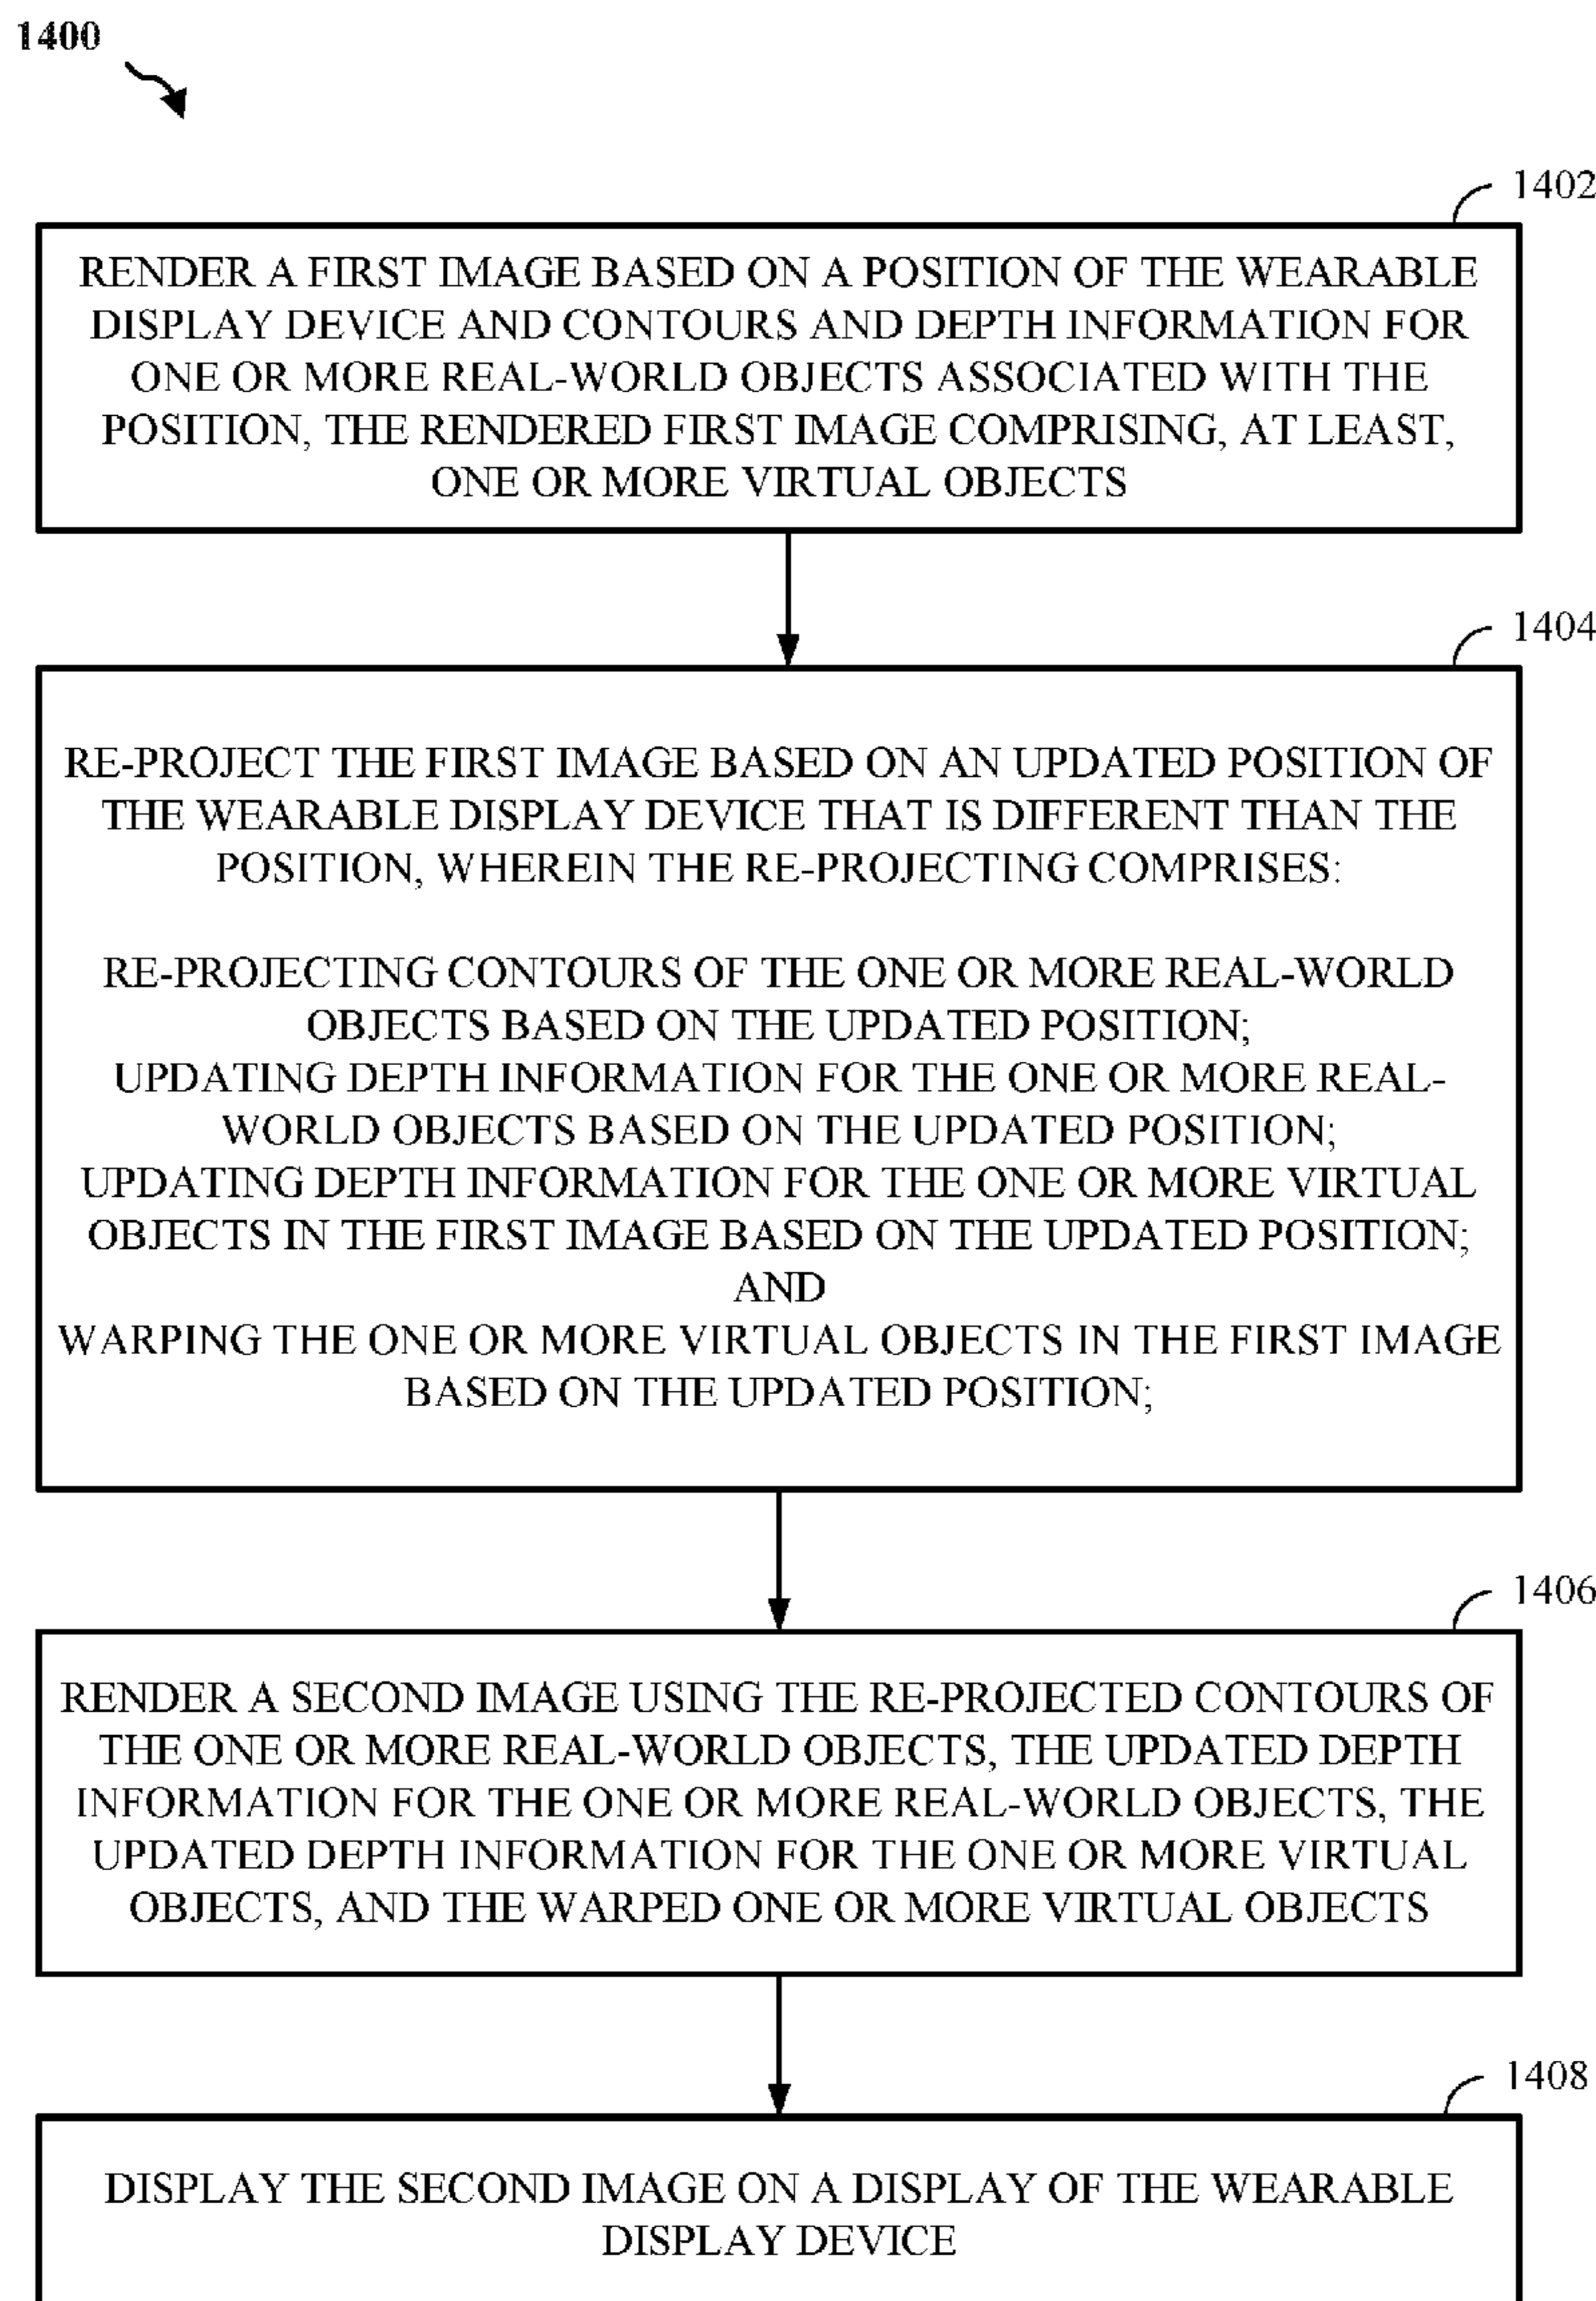 1400
1402
RENDER A FIRST IMAGE BASED ON A POSITION OF THE WEARABLE
DISPLAY DEVICE AND CONTOURS AND DEPTH INFORMATION FOR
ONE OR MORE REAL-WORLD OBJECTS ASSOCIATED WITH THE
POSITION, THE RENDERED FIRST IMAGE COMPRISING, AT LEAST,
ONE OR MORE VIRTUAL OBJECTS
1404
RE-PROJECT THE FIRST IMAGE BASED ON AN UPDATED POSITION OF
THE WEARABLE DISPLAY DEVICE THAT IS DIFFERENT THAN THE
POSITION, WHEREIN THE RE-PROJECTING COMPRISES:
RE-PROJECTING CONTOURS OF THE ONE OR MORE REAL-WORLD
OBJECTS BASED ON THE UPDATED POSITION;
UPDATING DEPTH INFORMATION FOR THE ONE OR MORE REAL-
WORLD OBJECTS BASED ON THE UPDATED POSITION;
UPDATING DEPTH INFORMATION FOR THE ONE OR MORE VIRTUAL
OBJECTS IN THE FIRST IMAGE BASED ON THE UPDATED POSITION;
AND
WARPING THE ONE OR MORE VIRTUAL OBJECTS IN THE FIRST IMAGE
BASED ON THE UPDATED POSITION;
1406
RENDER A SECOND IMAGE USING THE RE-PROJECTED CONTOURS OF
THE ONE OR MORE REAL-WORLD OBJECTS, THE UPDATED DEPTH
INFORMATION FOR THE ONE OR MORE REAL-WORLD OBJECTS, THE
UPDATED DEPTH INFORMATION FOR THE ONE OR MORE VIRTUAL
OBJECTS, AND THE WARPED ONE OR MORE VIRTUAL OBJECTS
1408
DISPLAY THE SECOND IMAGE ON A DISPLAY OF THE WEARABLE
DISPLAY DEVICE